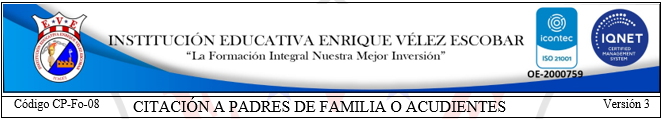 E V E
INSTITUCIÓN EDUCATIVA ENRIQUE VÉLEZ ESCOBAR
“La Formación Integral Nuestra Mejor Inversión”
icontec
ISO 21001
OE-2000759
IQNET
CERTIFIED
MANAGEMENT
SYSTEM
Código CP-Fo-08
CITACIÓN A PADRES DE FAMILIA O ACUDIENTES
Versión 3